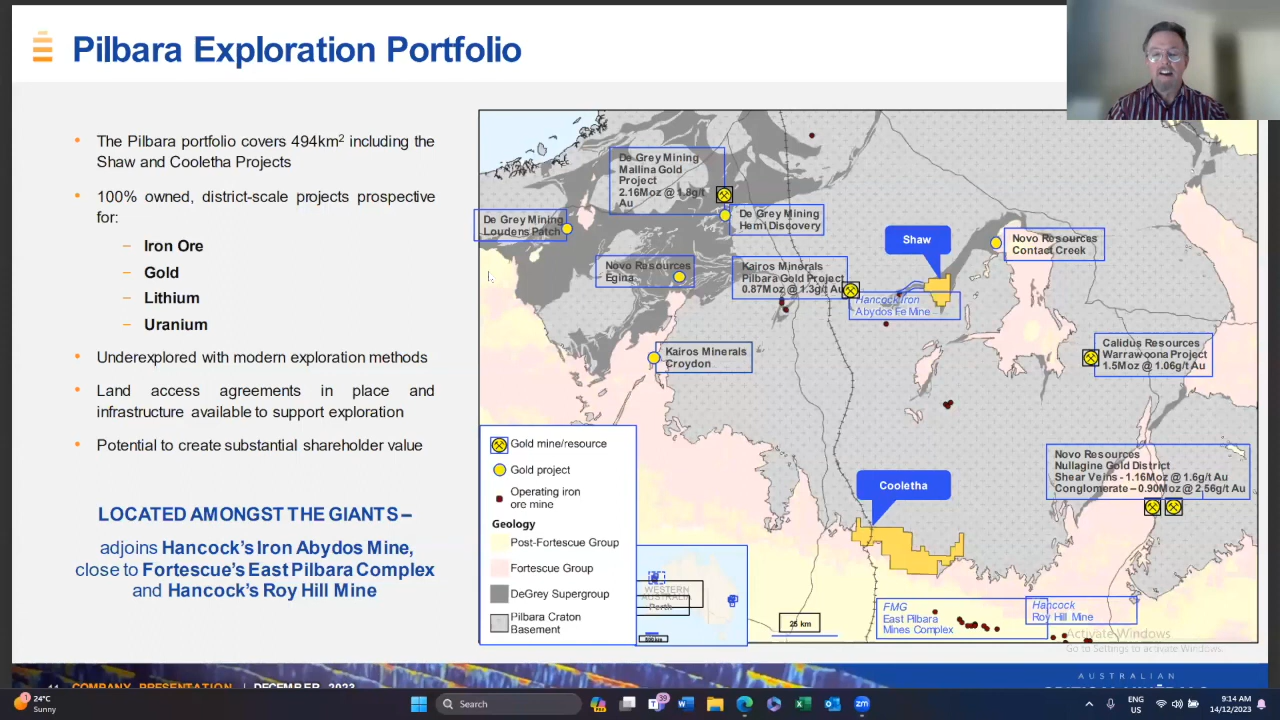 Pilbara Exploration Portfolio
• The Pilbara portfolio covers 494km² including the
Shaw and Cooletha Projects
• 100% owned, district-scale projects prospective
for:
– Iron Ore
– Gold
– Lithium
– Uranium
• Underexplored with modern exploration methods
• Land access agreements in place and
infrastructure available to support exploration
• Potential to create substantial shareholder value
LOCATED AMONGST THE GIANTS –
adjoins Hancock's Iron Abydos Mine,
close to Fortescue's East Pilbara Complex
and Hancock's Roy Hill Mine
De Grey Mining
Mallina Gold
Project
2.16Moz @ 1.8g/t
Au
De Grey Mining
Loudens Patch
De Grey Mining
Hemi Discovery
Shaw
Novo Resources
Contact Creek
Novo Resources
Egina
Kairos Minerals
Pilbara Gold Project
0.87Moz @ 1.3g/t Au
Hancock Iron
Abydos Fe Mine
Kairos Minerals
Croydon
Calidus Resources
Warrawoona Project
1.5Moz @ 1.06g/t Au
Novo Resources
Nullagine Gold District
Shear Veins - 1.16Moz @ 1.6g/t Au
Conglomerate – 0.90Moz @ 2.56g/t Au
Cooletha
Gold mine/resource
Gold project
Operating iron
ore mine
Geology
Post-Fortescue Group
Fortescue Group
DeGrey Supergroup
Pilbara Craton
Basement
WESTERN
AUSTRALIA
Perth
500 km
25 km
FMG
East Pilbara
Mines Complex
Hancock
Roy Hill Mine
Activate Windows
Go to Settings to activate Windows.
11 COMPANY PRESENTATION | DECEMBER 2023
AUSTRALIAN
CRITICAL MINERALS
24°C
Sunny
Search
39
ENG
US
9:14 AM
14/12/2023